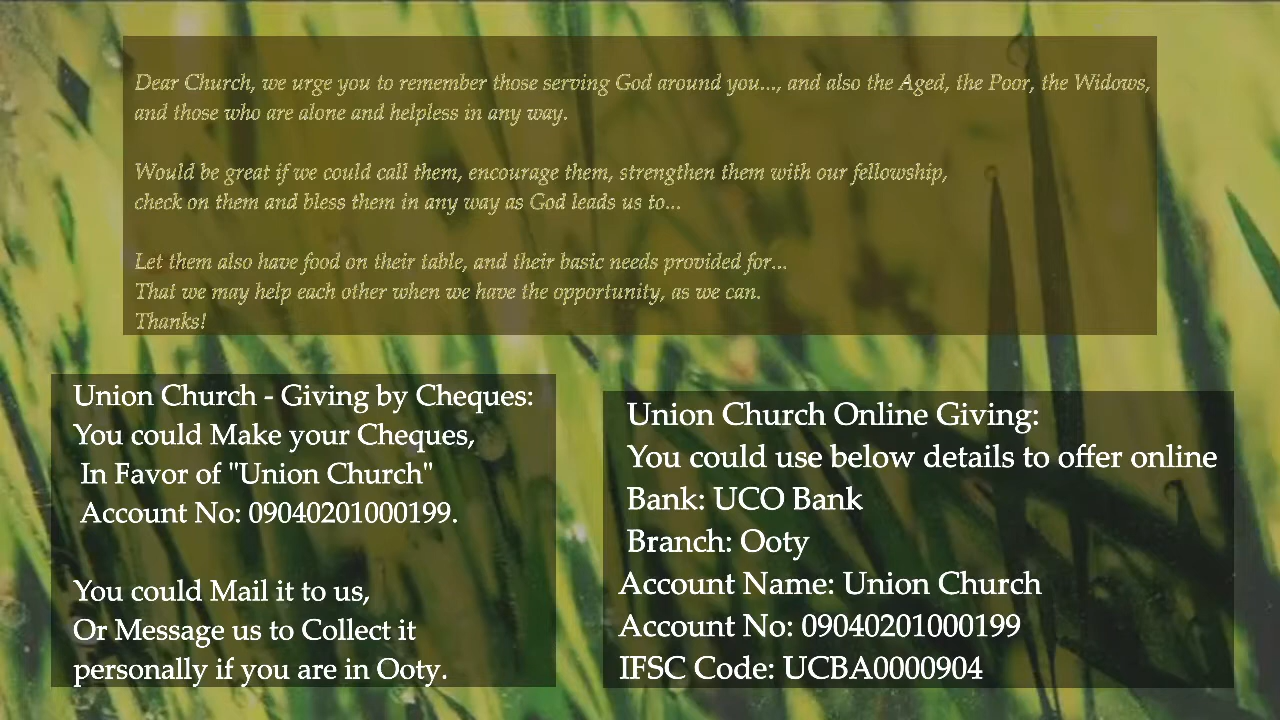 Dear Church, we urge you to remember those serving God around you..., and also the Aged, the Poor, the Widows,
and those who are alone and helpless in any way.
Would be great if we could call them, encourage them, strengthen them with our fellowship,
check on them and bless them in any way as God leads us to...
Let them also have food on their table, and their basic needs provided for...
That we may help each other when we have the opportunity, as we can.
Thanks!
Union Church - Giving by Cheques:
You could Make your Cheques,
In Favor of "Union Church"
Account No: 09040201000199.
You could Mail it to us,
Or Message us to Collect it
personally if you are in Ooty.
Union Church Online Giving:
You could use below details to offer online
Bank: UCO Bank
Branch: Ooty
Account Name: Union Church
Account No: 09040201000199
IFSC Code: UCBA0000904